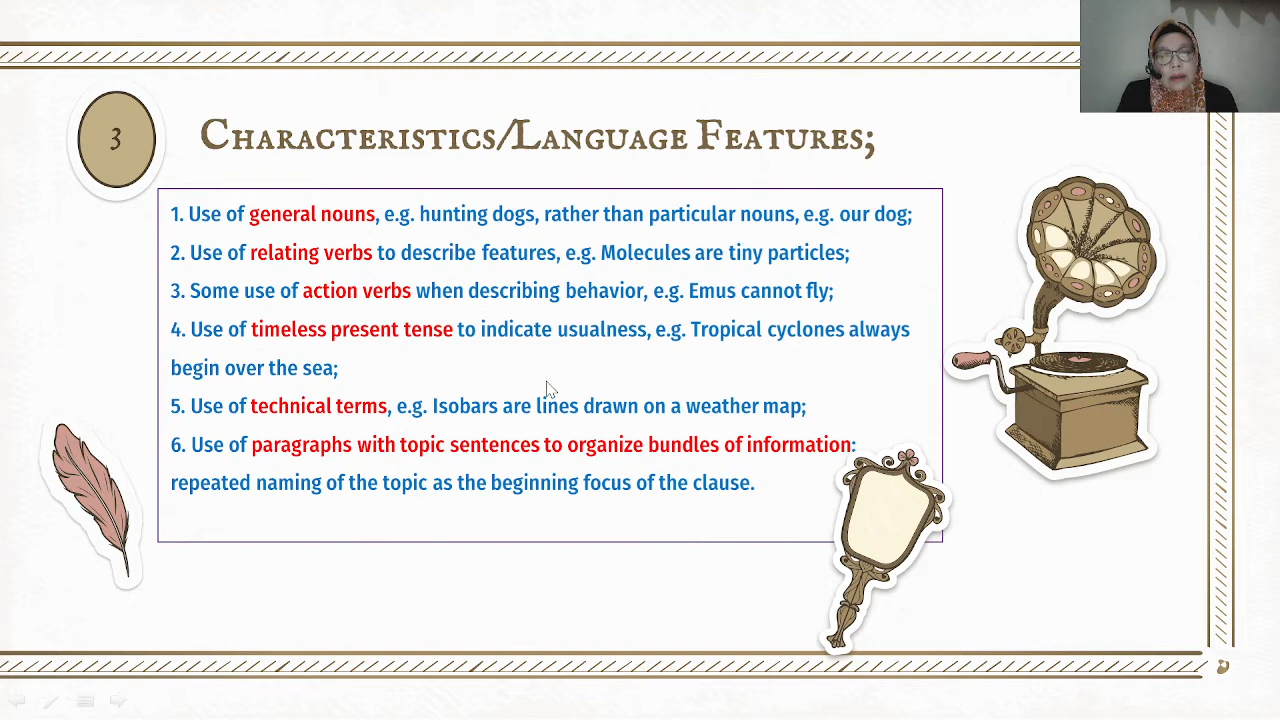 3
Characteristics/Language Features;
1. Use of general nouns, e.g. hunting dogs, rather than particular nouns, e.g. our dog;
2. Use of relating verbs to describe features, e.g. Molecules are tiny particles;
3. Some use of action verbs when describing behavior, e.g. Emus cannot fly;
4. Use of timeless present tense to indicate usualness, e.g. Tropical cyclones always
begin over the sea;
5. Use of technical terms, e.g. Isobars are lines drawn on a weather map;
6. Use of paragraphs with topic sentences to organize bundles of information:
repeated naming of the topic as the beginning focus of the clause.